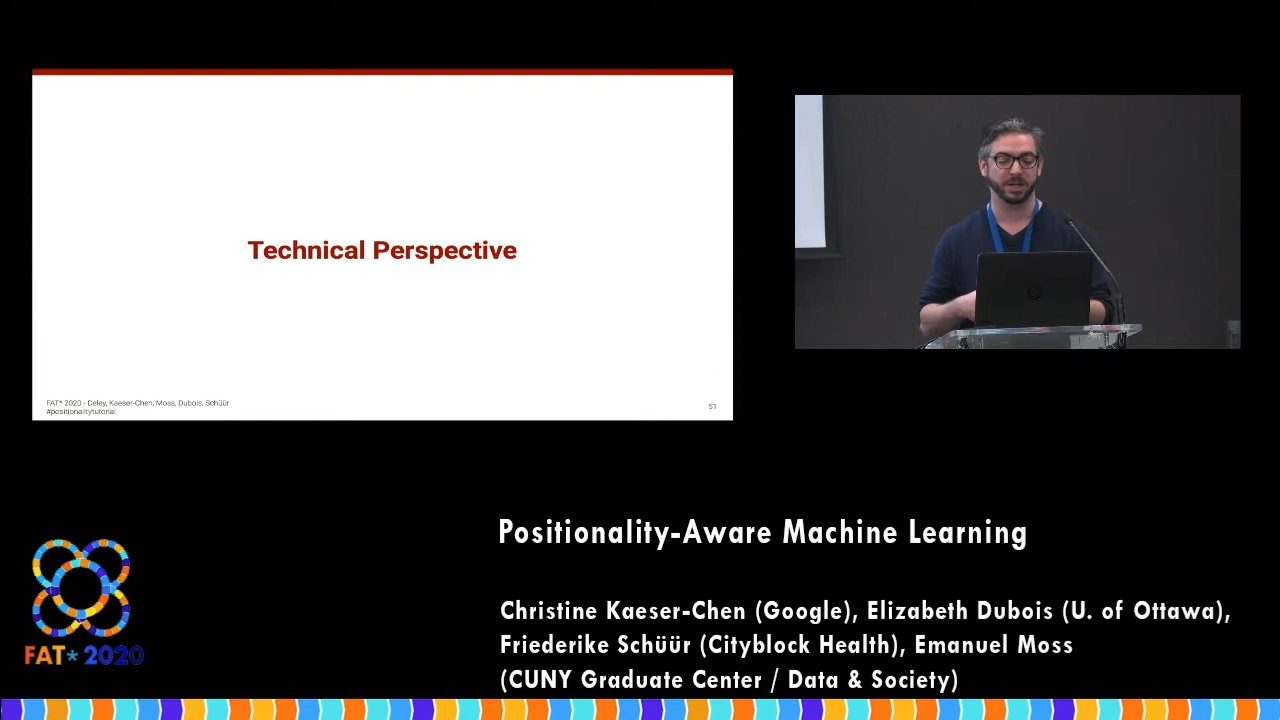 Technical Perspective
FAT* 2020 - Deley, Kaeser-Chen, Moss, Dubois, Schüür
#positionalitytutorial
51
Positionality-Aware Machine Learning
Christine Kaeser-Chen (Google), Elizabeth Dubois (U. of Ottawa),
Friederike Schüür (Cityblock Health), Emanuel Moss
(CUNY Graduate Center / Data & Society)
FAT* 2020
hp